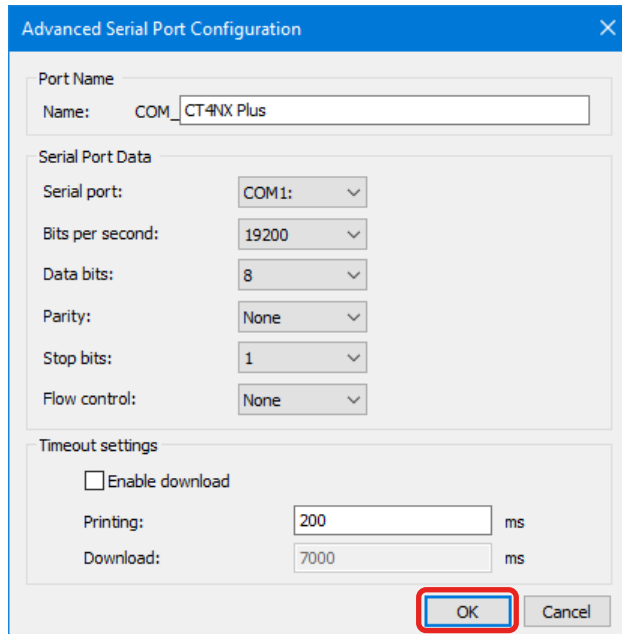 Advanced Serial Port Configuration
Port Name
Name: COM_ CT4NX Plus
Serial Port Data
Serial port: COM1:
Bits per second: 19200
Data bits: 8
Parity: None
Stop bits: 1
Flow control: None
Timeout settings
Enable download
Printing: 200 ms
Download: 7000 ms
OK Cancel